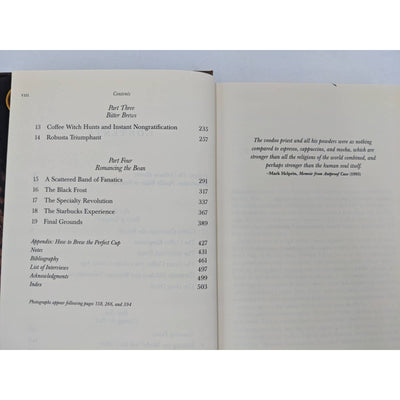 viii Contents
Part Three
Bitter Brews
13 Coffee Witch Hunts and Instant Nongratification 235
14 Robusta Triumphant 257
Part Four
Romancing the Bean
15 A Scattered Band of Fanatics 291
16 The Black Frost 317
17 The Specialty Revolution 337
18 The Starbucks Experience 367
19 Final Grounds 389
Appendix: How to Brew the Perfect Cup 427
Notes 431
Bibliography 461
List of Interviews 497
Acknowledgments 499
Index 503
Photographs appear following pages 138, 266, and 394
The voodoo priest and all his powders were as nothing
compared to espresso, cappuccino, and mocha, which are
stronger than all the religions of the world combined, and
perhaps stronger than the human soul itself.
–Mark Helprin, Memoir from Antproof Case (1995)